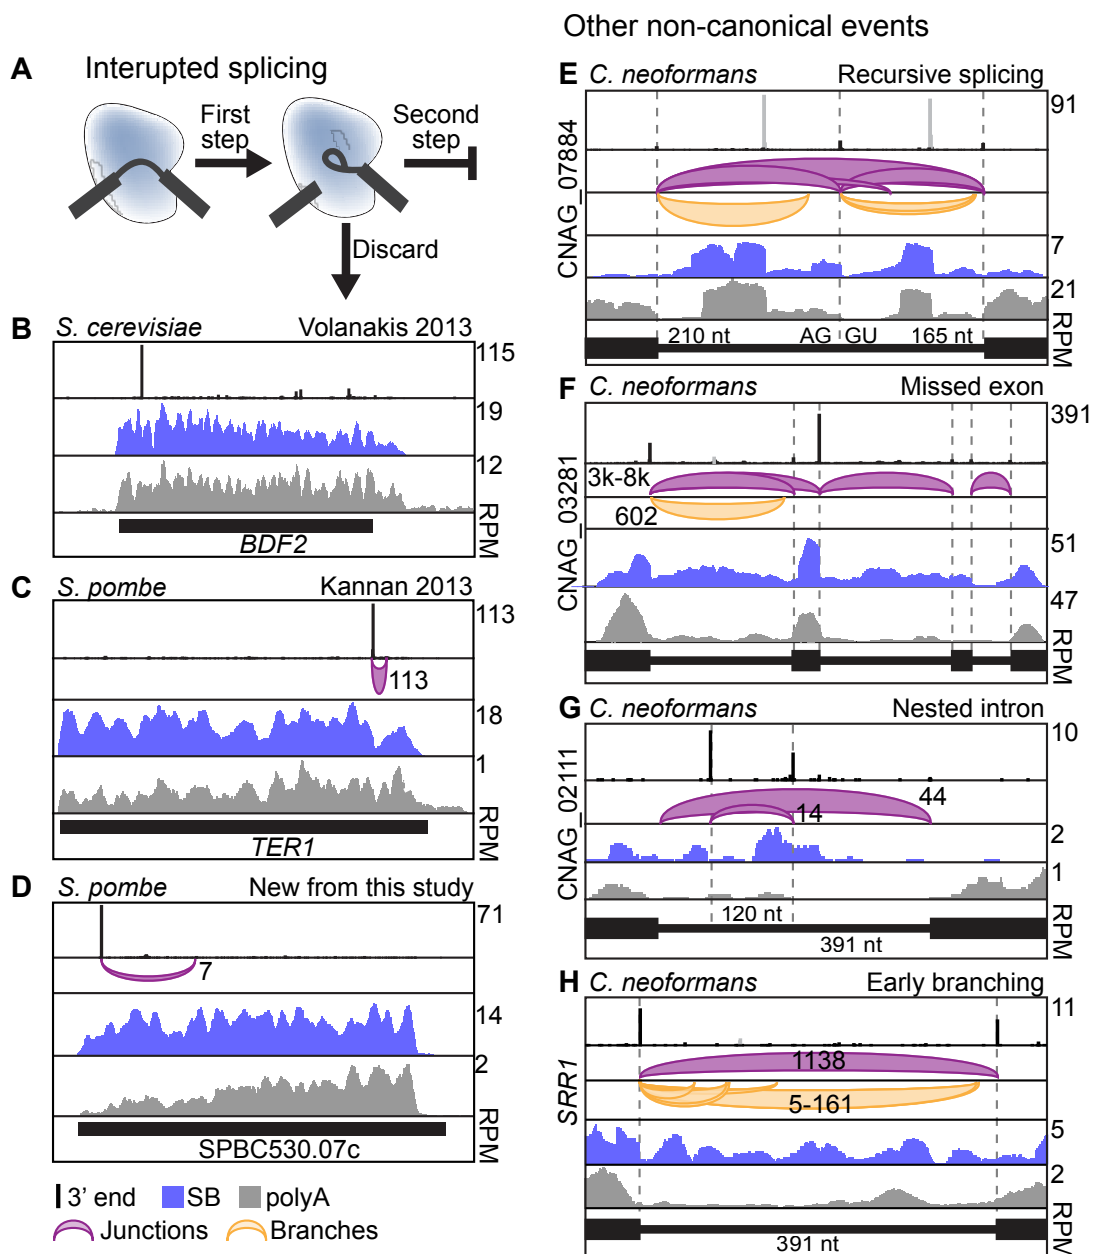 Other non-canonical events
A Interupted splicing
First step
Second step
Discard
B S. cerevisiae Volanakis 2013
115
19
12
RPM
BDF2
C S. pombe Kannan 2013
113
113
18
1
RPM
TER1
D S. pombe New from this study
71
7
14
2
RPM
SPBC530.07c
3' end SB polyA
Junctions Branches
E C. neoformans Recursive splicing
CNAG_07884
91
7
21
RPM
210 nt AG GU 165 nt
F C. neoformans Missed exon
CNAG_03281
391
3k-8k
602
51
47
RPM
G C. neoformans Nested intron
CNAG_02111
10
44
14
2
1
RPM
120 nt
391 nt
H C. neoformans Early branching
SRR1
11
1138
5-161
5
2
RPM
391 nt